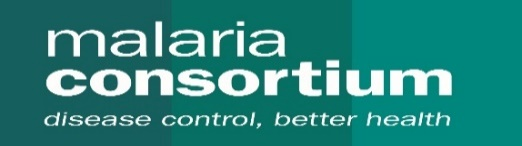 malaria
consortium
disease control, better health